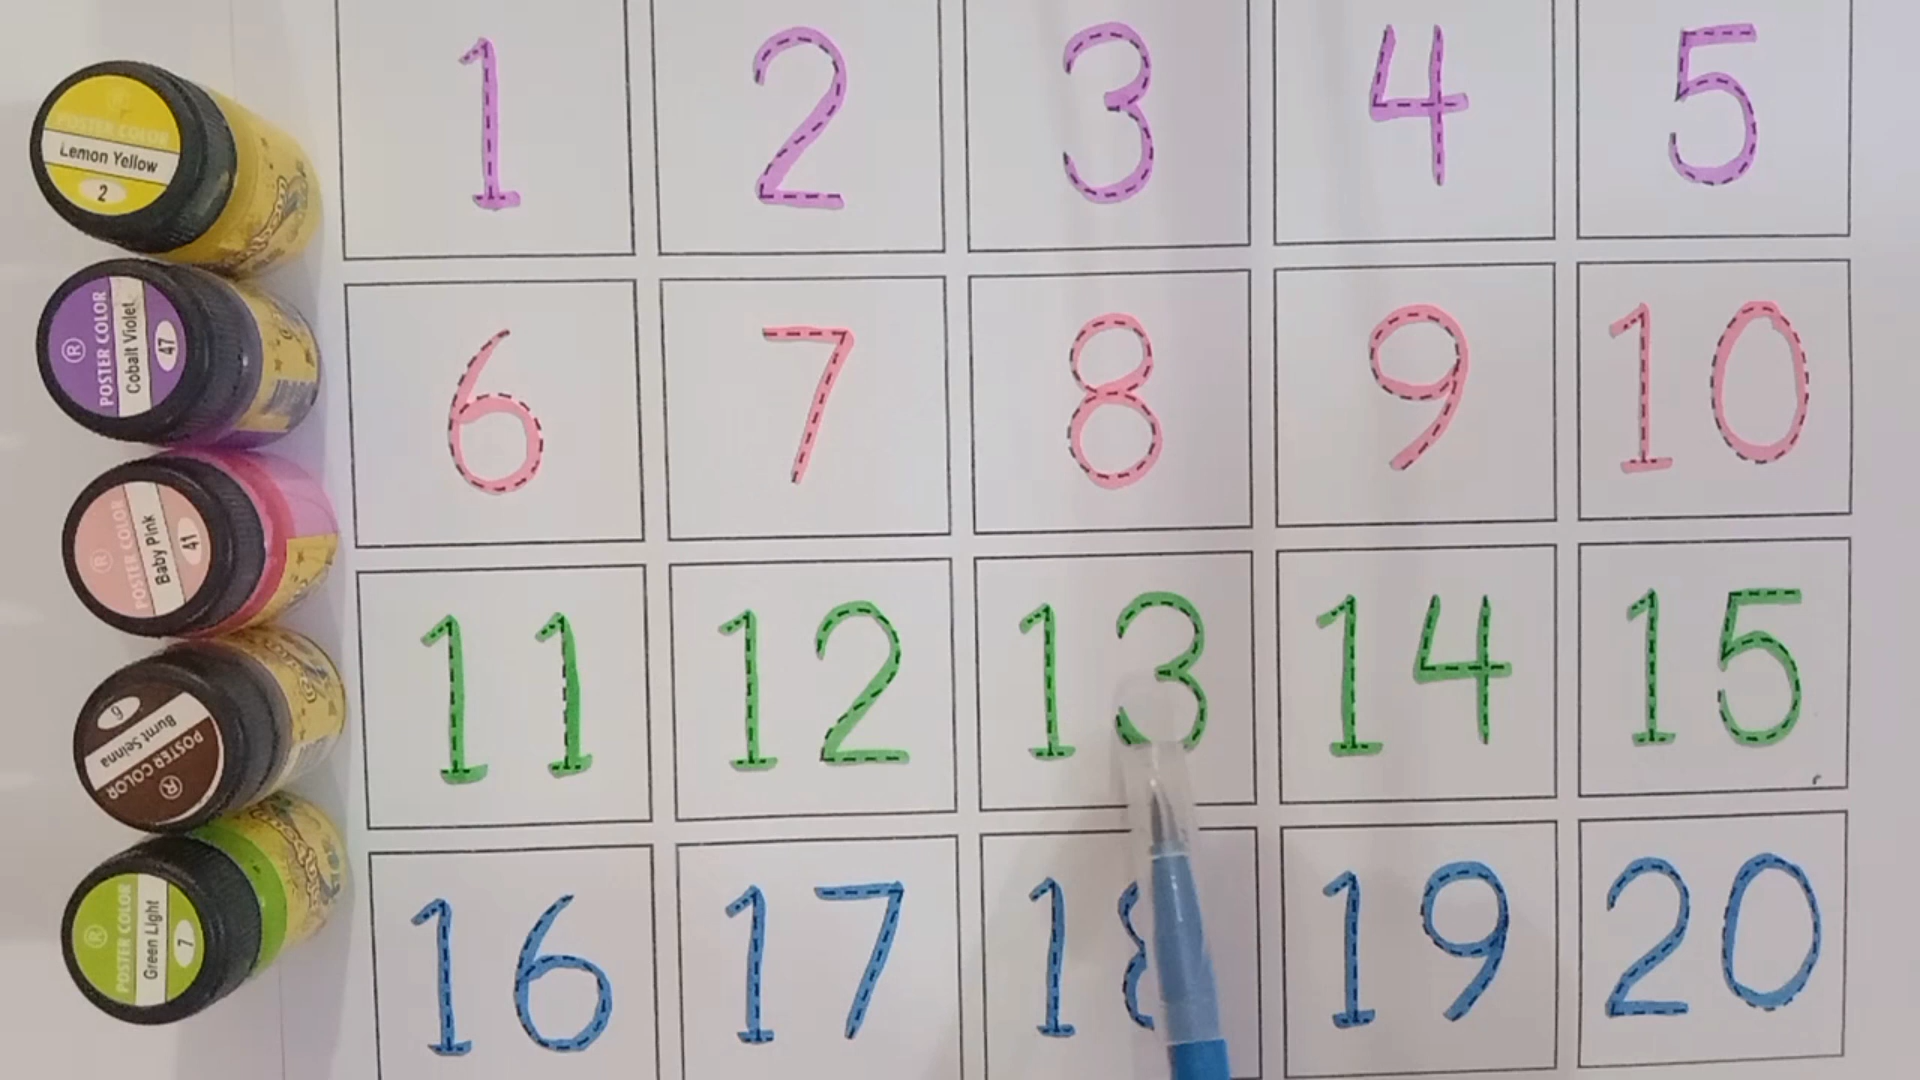 POSTER COLOR
Lemon Yellow
2
® POSTER COLOR
Cobalt Violet
47
® POSTER COLOR
Baby Pink
41
® POSTER COLOR
Burnt Seinna
9
® POSTER COLOR
Green Light
7
1 2 3 4 5
6 7 8 9 10
11 12 13 14 15
16 17 18 19 20